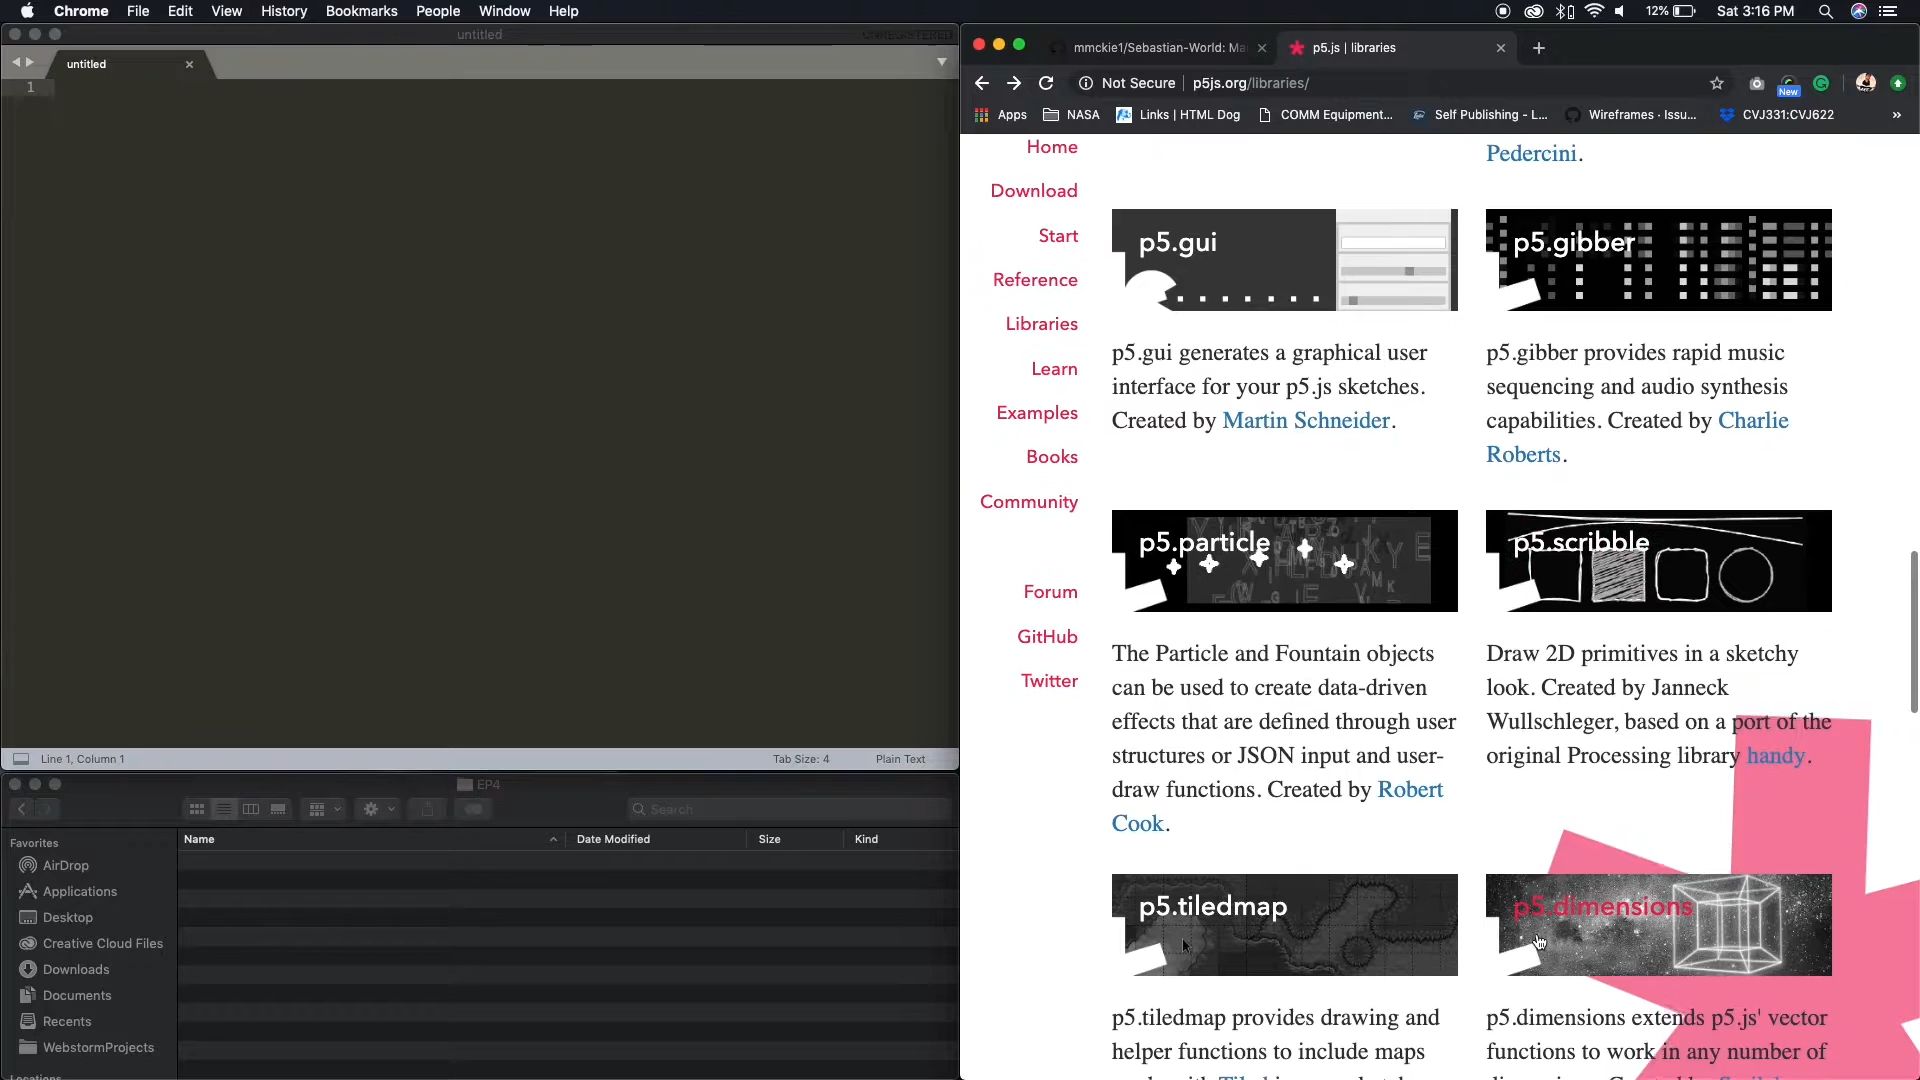 Chrome File Edit View History Bookmarks People Window Help
12% Sat 3:16 PM
untitled
UNREGISTERED
untitled
1
Line 1, Column 1
Tab Size: 4 Plain Text
EP4
Search
Favorites
AirDrop
Applications
Desktop
Creative Cloud Files
Downloads
Documents
Recents
WebstormProjects
Locations
Name Date Modified Size Kind
mmckie1/Sebastian-World: Ma
p5.js | libraries
Not Secure p5js.org/libraries/
New
Apps NASA Links | HTML Dog COMM Equipment... Self Publishing - L... Wireframes · Issu... CVJ331:CVJ622 »
Home
Download
Start
Reference
Libraries
Learn
Examples
Books
Community
Forum
GitHub
Twitter
Pedercini.
p5.gui
p5.gui generates a graphical user
interface for your p5.js sketches.
Created by Martin Schneider.
p5.gibber
p5.gibber provides rapid music
sequencing and audio synthesis
capabilities. Created by Charlie
Roberts.
p5.particle
The Particle and Fountain objects
can be used to create data-driven
effects that are defined through user
structures or JSON input and user-
draw functions. Created by Robert
Cook.
p5.scribble
Draw 2D primitives in a sketchy
look. Created by Janneck
Wullschleger, based on a port of the
original Processing library handy.
p5.tiledmap
p5.tiledmap provides drawing and
helper functions to include maps
p5.dimensions
p5.dimensions extends p5.js' vector
functions to work in any number of